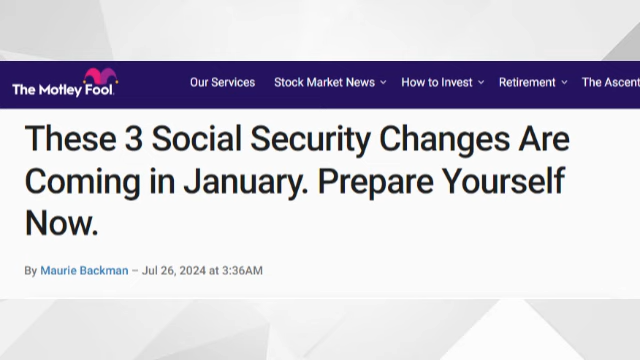 The Motley Fool. Our Services Stock Market News How to Invest Retirement The Ascent
These 3 Social Security Changes Are
Coming in January. Prepare Yourself
Now.
By Maurie Backman – Jul 26, 2024 at 3:36AM